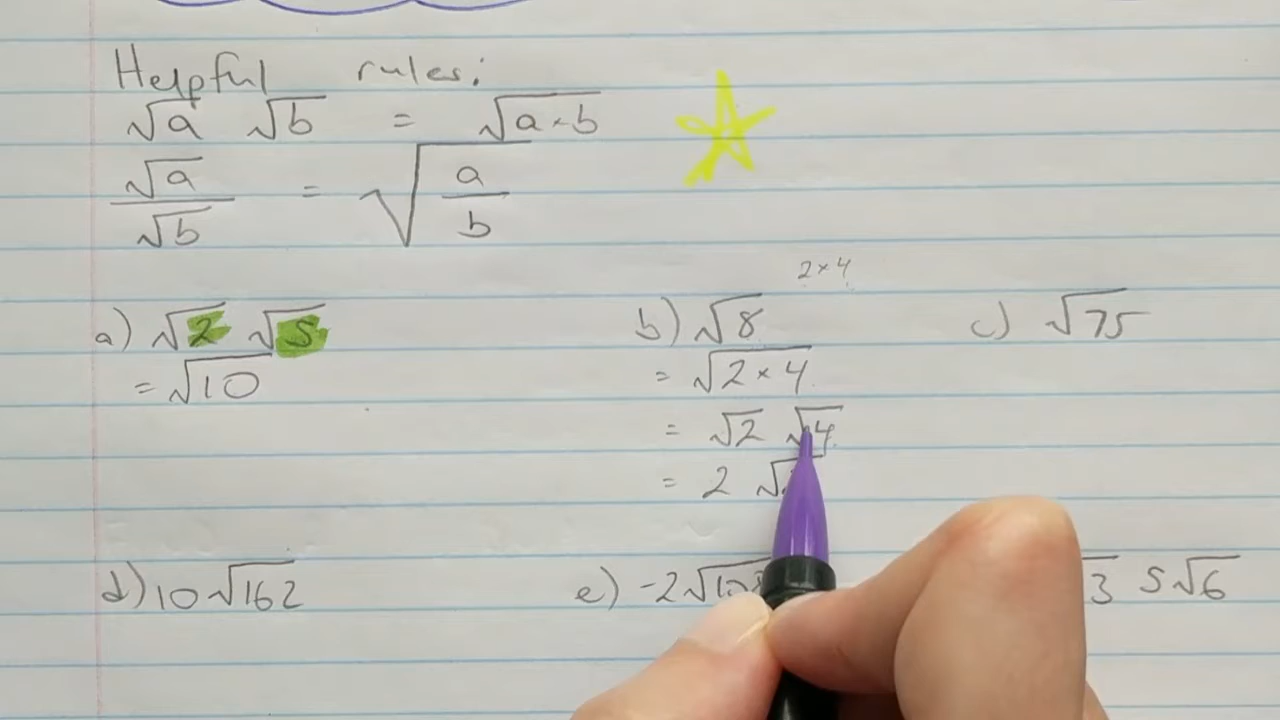 Helpful rules:
√a √b = √a×b
√a/√b = √(a/b)
2×4
a) √2 √5
= √10
b) √8
= √2×4
= √2 √4
= 2 √
c) √75
d) 10√162
e) -2√10
3 5√6